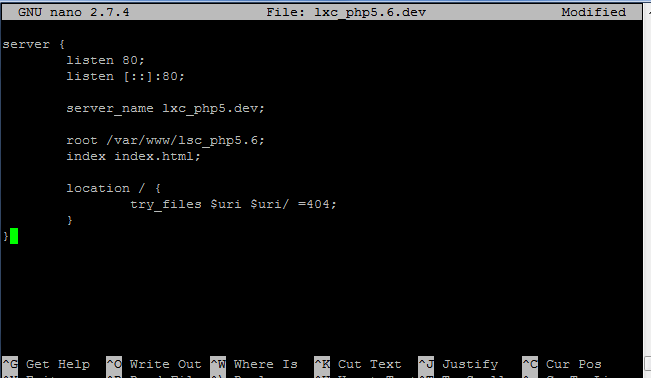 GNU nano 2.7.4 File: lxc_php5.6.dev Modified
server {
listen 80;
listen [::]:80;
server_name lxc_php5.dev;
root /var/www/lsc_php5.6;
index index.html;
location / {
try_files $uri $uri/ =404;
}
}
^G Get Help ^O Write Out ^W Where Is ^K Cut Text ^J Justify ^C Cur Pos